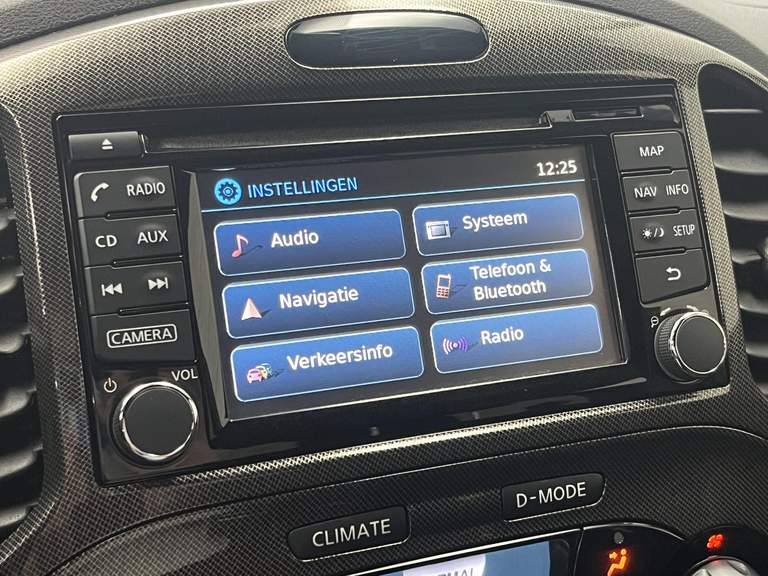 INSTELLINGEN
12:25
Audio
Systeem
Navigatie
Telefoon &
Bluetooth
Verkeersinfo
Radio
RADIO
CD AUX
CAMERA
VOL
MAP
NAV INFO
SETUP
CLIMATE
D-MODE